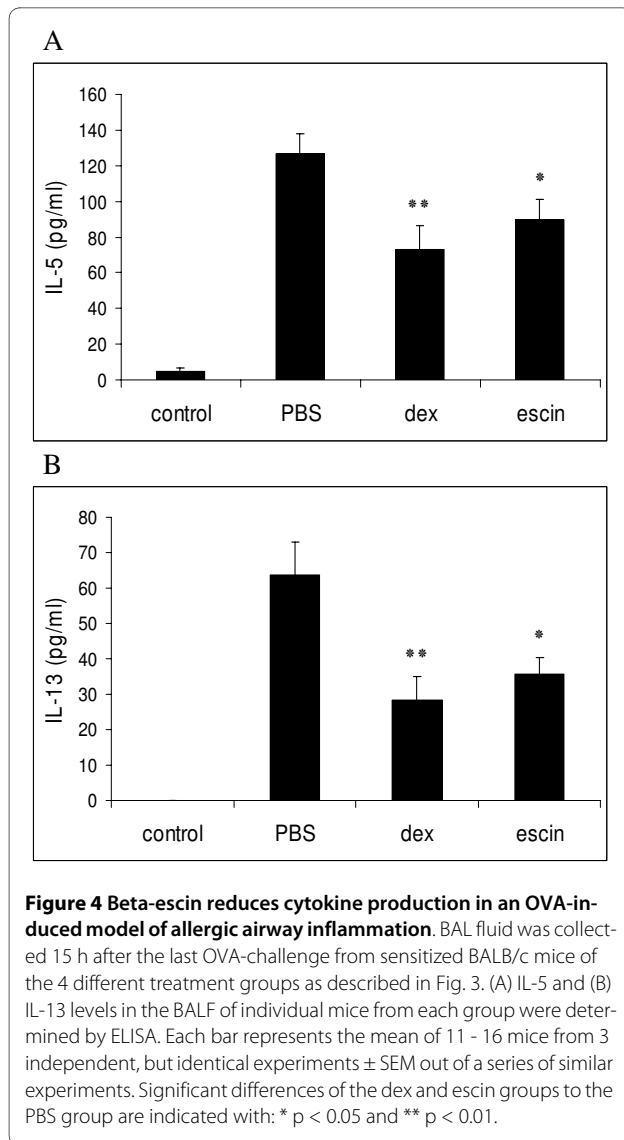 A
160
140
120
100
80
60
40
20
0
IL-5 (pg/ml)
**
*
control PBS dex escin
B
80
70
60
50
40
30
20
10
0
IL-13 (pg/ml)
**
*
control PBS dex escin
Figure 4 Beta-escin reduces cytokine production in an OVA-in-
duced model of allergic airway inflammation. BAL fluid was collect-
ed 15 h after the last OVA-challenge from sensitized BALB/c mice of
the 4 different treatment groups as described in Fig. 3. (A) IL-5 and (B)
IL-13 levels in the BALF of individual mice from each group were deter-
mined by ELISA. Each bar represents the mean of 11 - 16 mice from 3
independent, but identical experiments ± SEM out of a series of similar
experiments. Significant differences of the dex and escin groups to the
PBS group are indicated with: * p < 0.05 and ** p < 0.01.